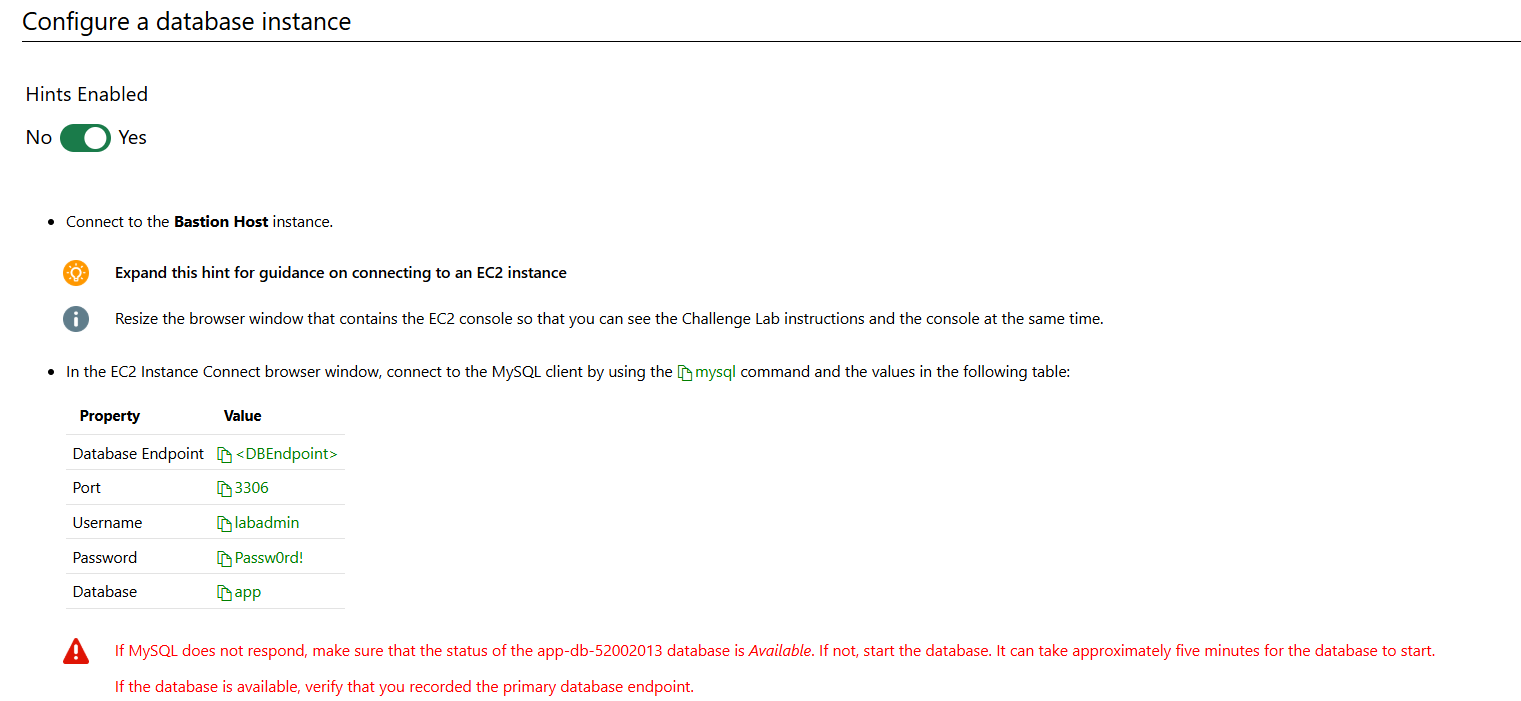 Configure a database instance
Hints Enabled
No Yes
Connect to the Bastion Host instance.
Expand this hint for guidance on connecting to an EC2 instance
Resize the browser window that contains the EC2 console so that you can see the Challenge Lab instructions and the console at the same time.
In the EC2 Instance Connect browser window, connect to the MySQL client by using the mysql command and the values in the following table:
Property Value
Database Endpoint <DBEndpoint>
Port 3306
Username labadmin
Password Passw0rd!
Database app
If MySQL does not respond, make sure that the status of the app-db-52002013 database is Available. If not, start the database. It can take approximately five minutes for the database to start.
If the database is available, verify that you recorded the primary database endpoint.